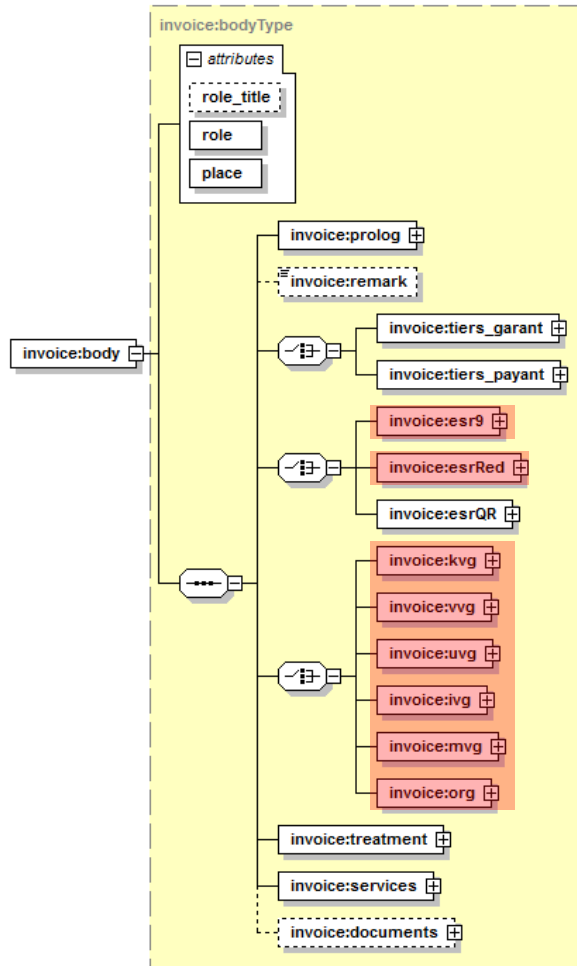 invoice:bodyType
attributes
role_title
role
place
invoice:prolog
invoice:remark
invoice:body
invoice:tiers_garant
invoice:tiers_payant
invoice:esr9
invoice:esrRed
invoice:esrQR
invoice:kvg
invoice:vvg
invoice:uvg
invoice:ivg
invoice:mvg
invoice:org
invoice:treatment
invoice:services
invoice:documents